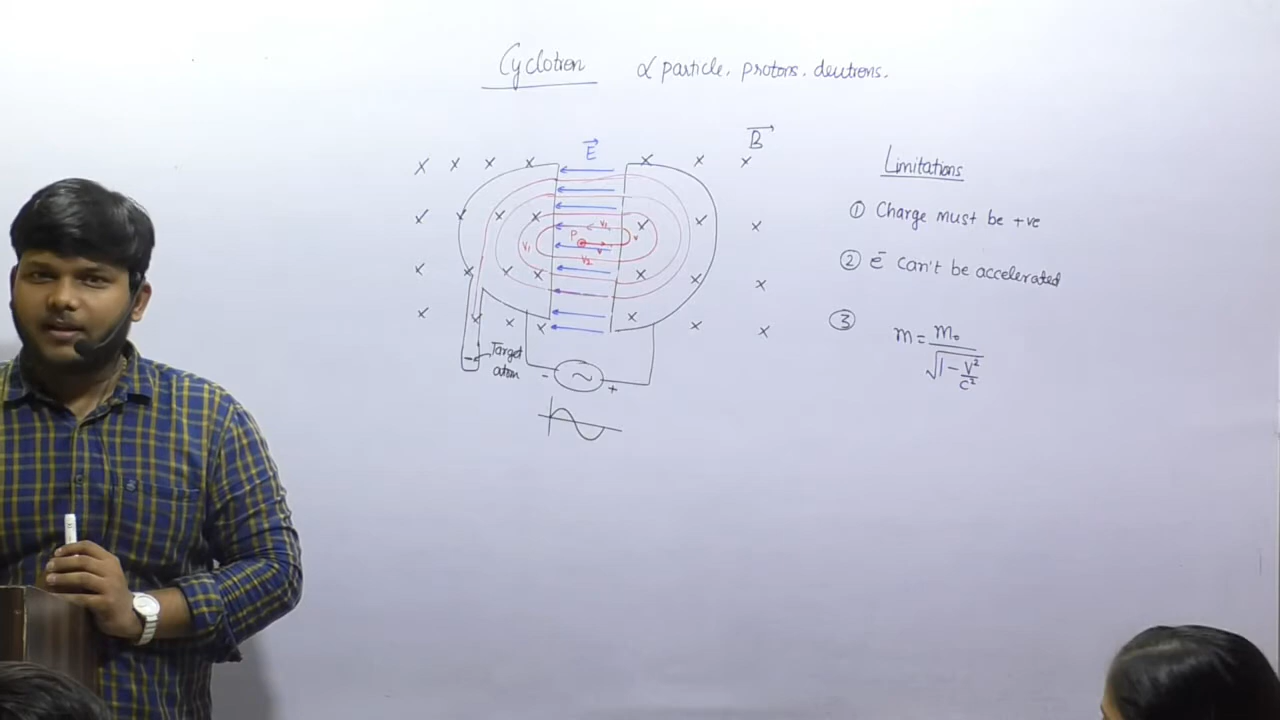 Cyclotron
α particle, protons, deutrons.
E
B
Limitations
① Charge must be +ve
② e̅ can't be accelerated
③ m = m₀ / √(1 - v²/c²)
P
v
v
v₁
v₂
Target
atom
- ~ +